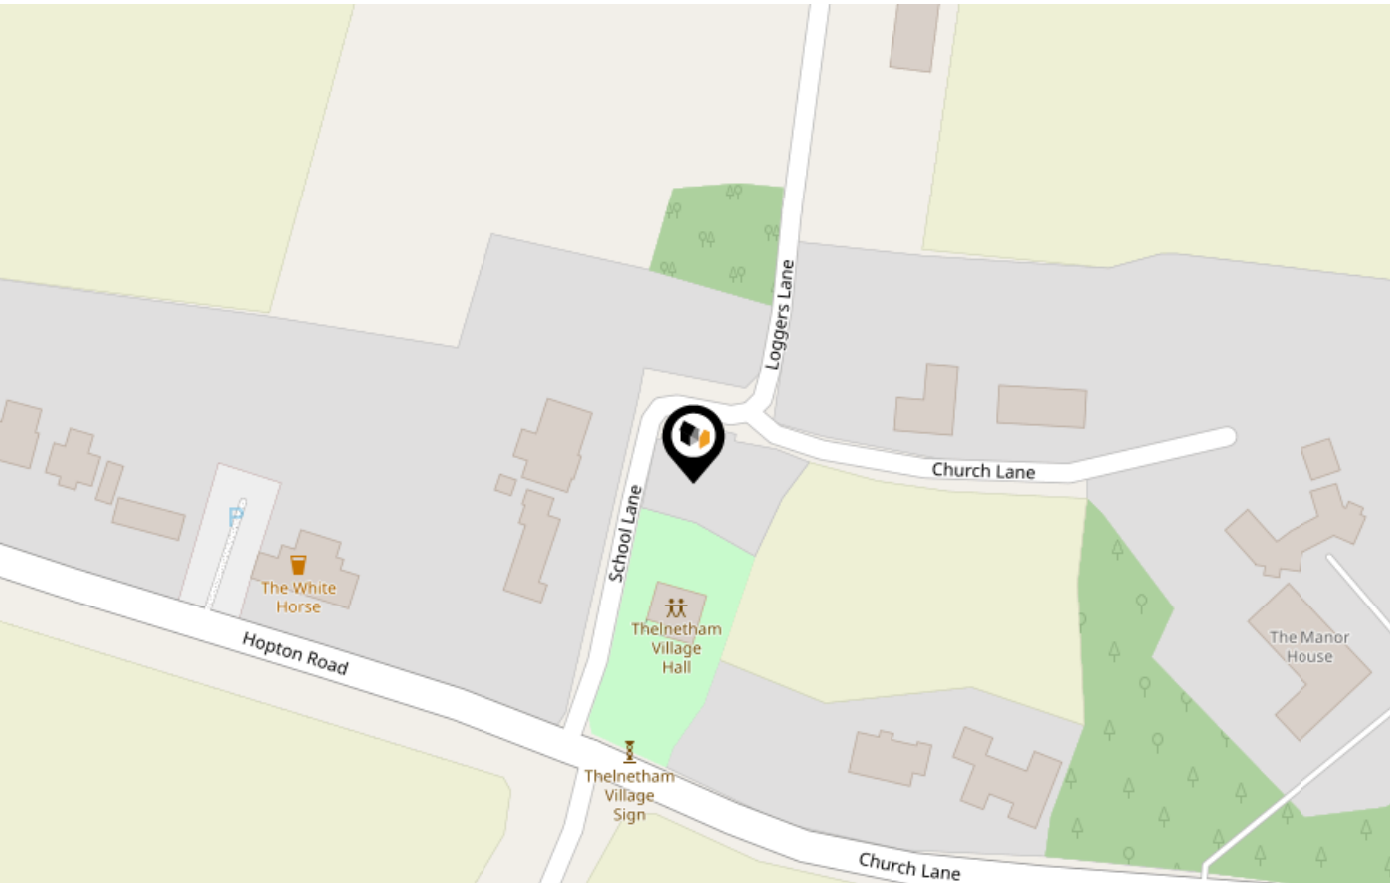 Loggers Lane
Church Lane
School Lane
P
The White
Horse
Thelnetham
Village
Hall
The Manor
House
Hopton Road
Thelnetham
Village
Sign
Church Lane